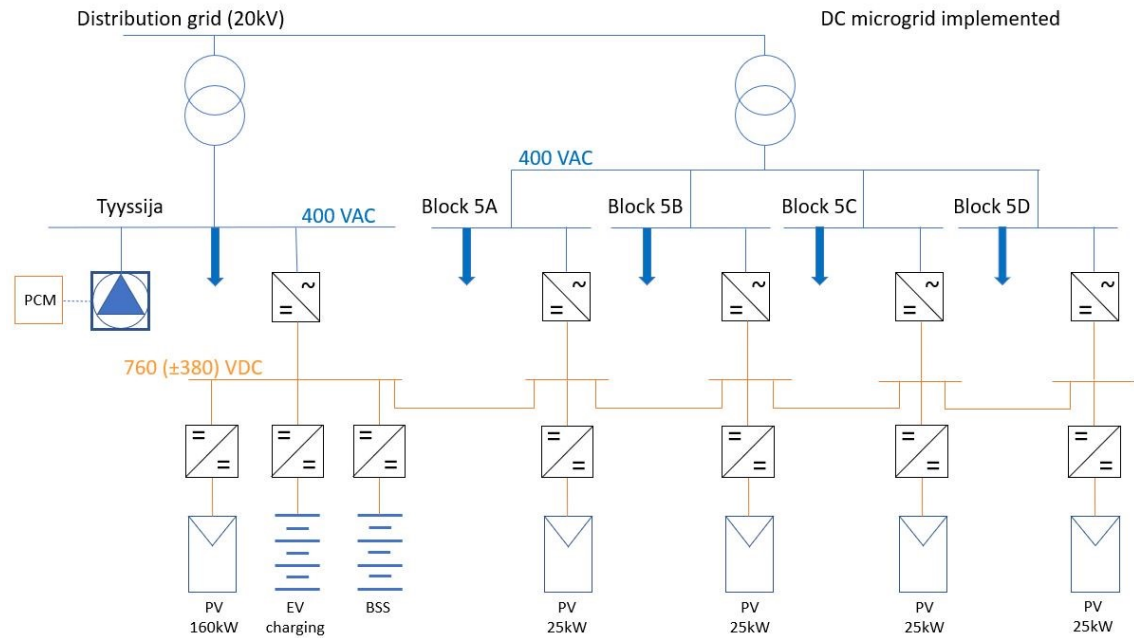 Distribution grid (20kV)
DC microgrid implemented
400 VAC
Tyyssija
400 VAC
Block 5A
Block 5B
Block 5C
Block 5D
PCM
~
=
~
=
~
=
~
=
~
=
760 (±380) VDC
=
=
=
=
=
=
=
=
=
=
=
=
=
=
PV
160kW
EV
charging
BSS
PV
25kW
PV
25kW
PV
25kW
PV
25kW